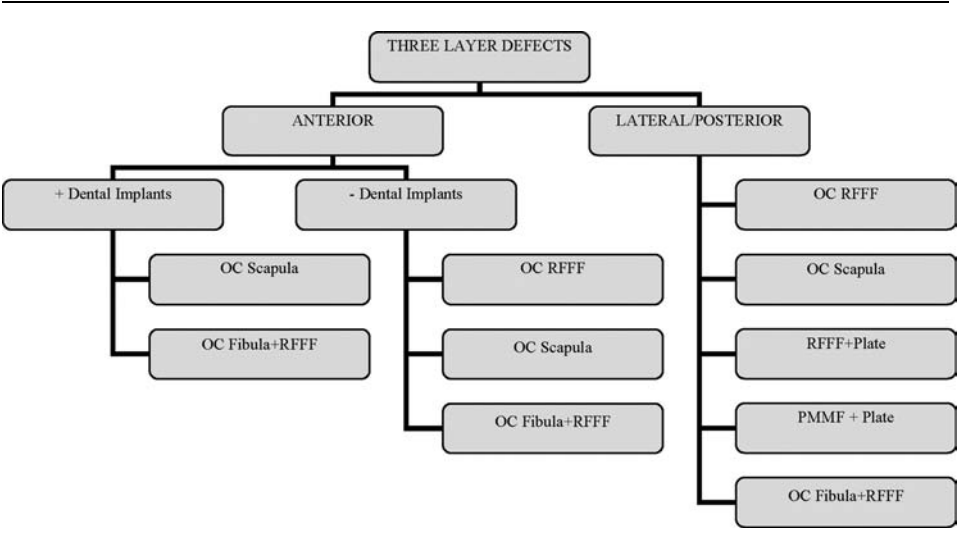 THREE LAYER DEFECTS
ANTERIOR
LATERAL/POSTERIOR
+ Dental Implants
- Dental Implants
OC RFFF
OC Scapula
OC RFFF
OC Scapula
OC Fibula+RFFF
OC Scapula
RFFF+Plate
OC Fibula+RFFF
PMMF + Plate
OC Fibula+RFFF